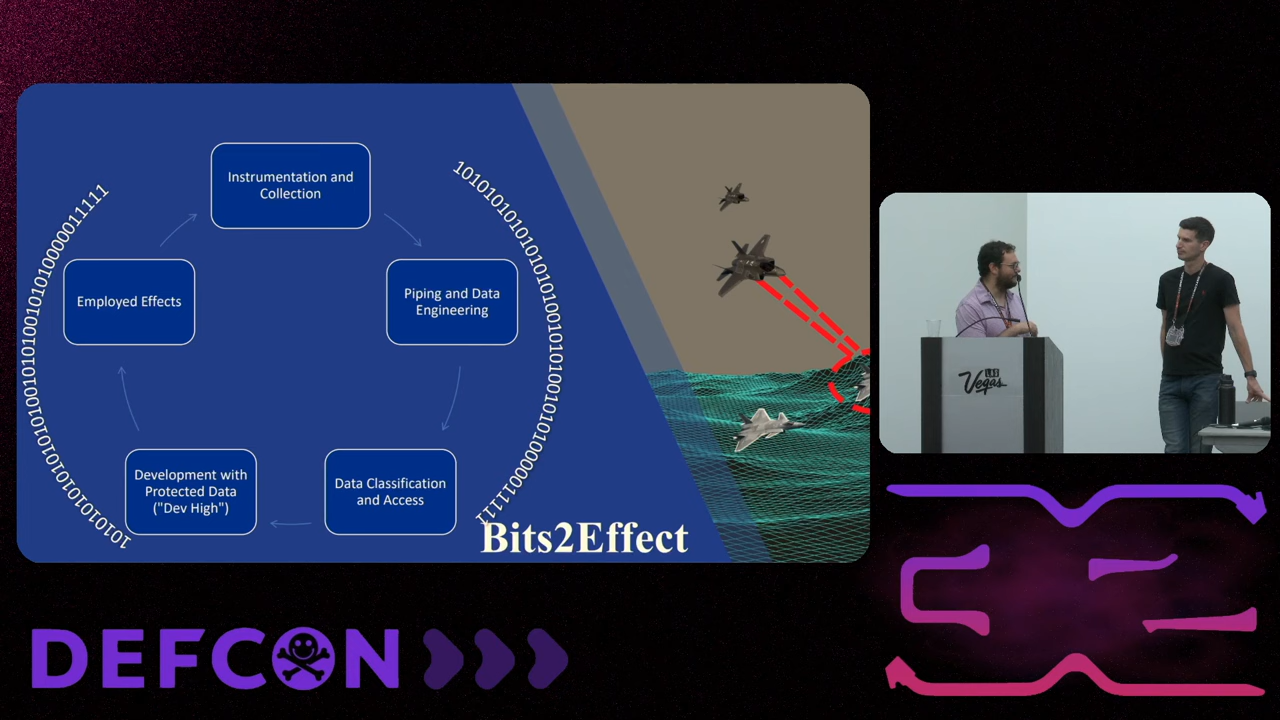 Instrumentation and
Collection
Piping and Data
Engineering
Data Classification
and Access
Development with
Protected Data
("Dev High")
Employed Effects
Bits2Effect
LAS
Vegas
DEFCON